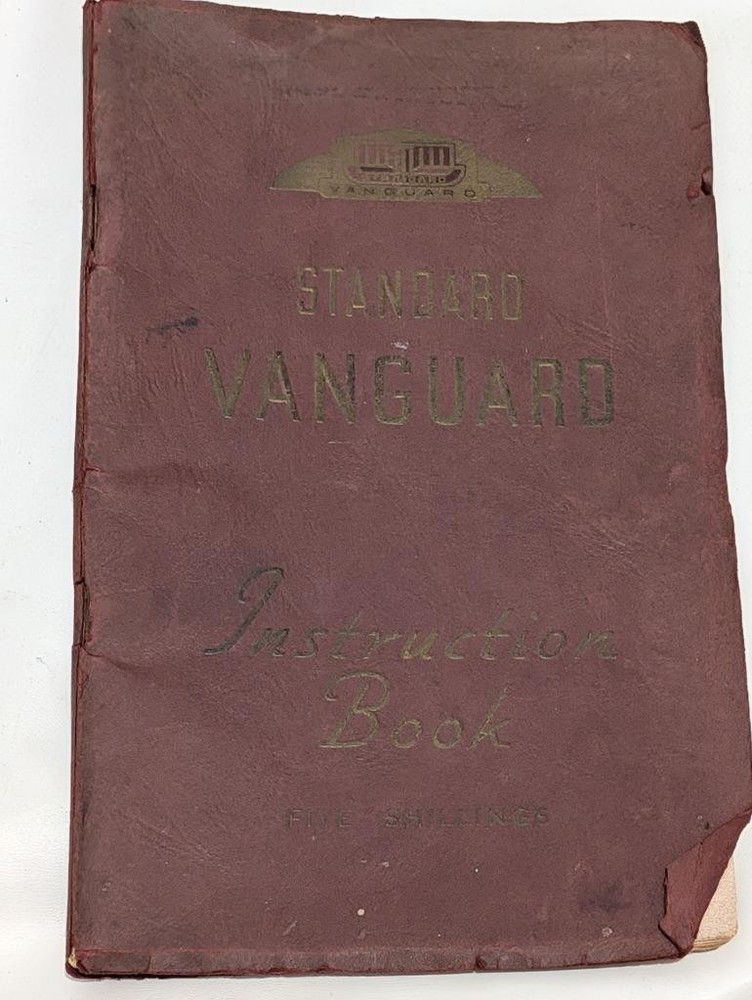 STANDARD
VANGUARD
STANDARD
VANGUARD
Instruction
Book
FIVE SHILLINGS